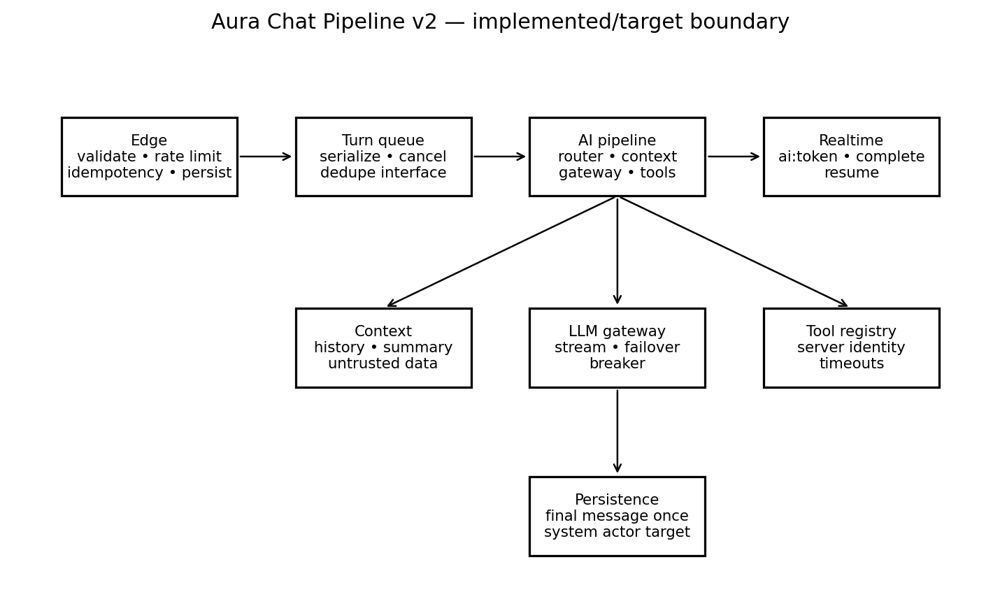 Aura Chat Pipeline v2 — implemented/target boundary
Edge
validate • rate limit
idempotency • persist
Turn queue
serialize • cancel
dedupe interface
AI pipeline
router • context
gateway • tools
Realtime
ai:token • complete
resume
Context
history • summary
untrusted data
LLM gateway
stream • failover
breaker
Tool registry
server identity
timeouts
Persistence
final message once
system actor target